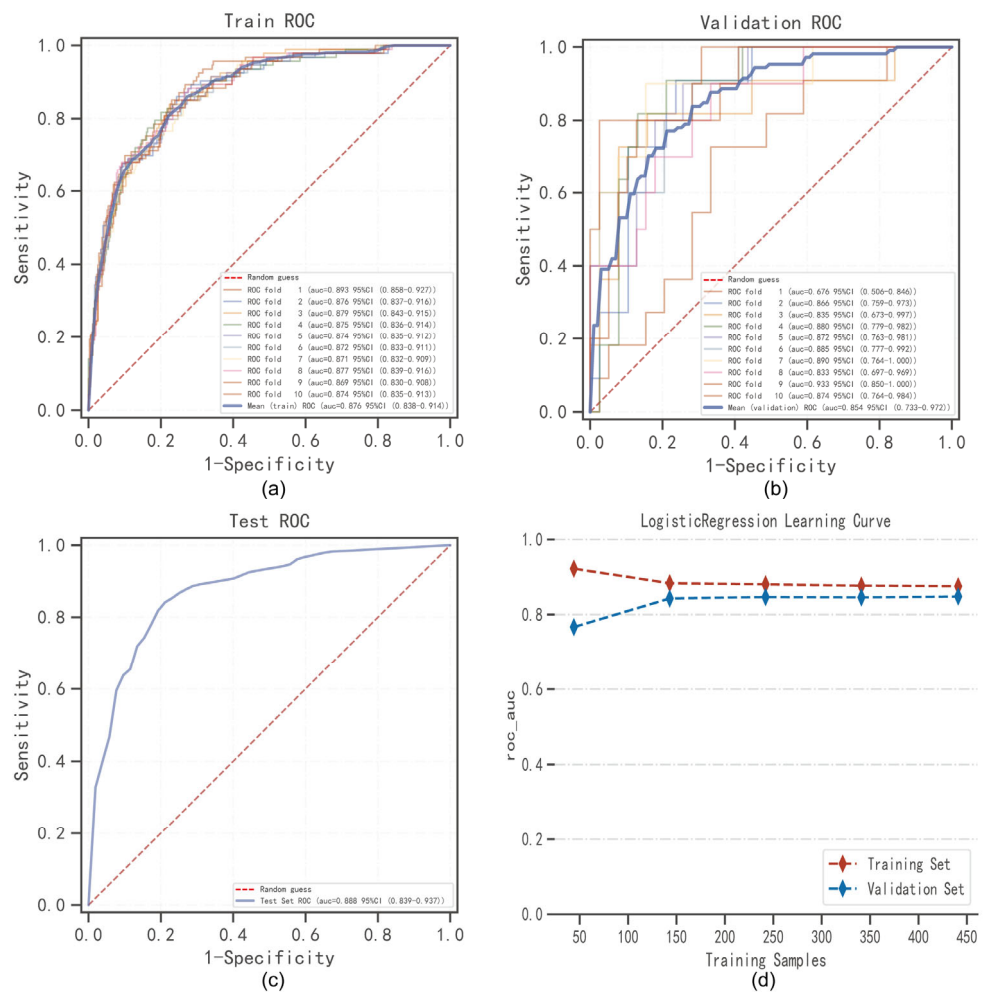 Train ROC
Sensitivity
1.0
0.8
0.6
0.4
0.2
0.0
Random guess
ROC fold 1 (auc=0.893 95%CI (0.858-0.927))
ROC fold 2 (auc=0.876 95%CI (0.837-0.916))
ROC fold 3 (auc=0.879 95%CI (0.843-0.915))
ROC fold 4 (auc=0.875 95%CI (0.836-0.914))
ROC fold 5 (auc=0.874 95%CI (0.835-0.912))
ROC fold 6 (auc=0.872 95%CI (0.833-0.911))
ROC fold 7 (auc=0.871 95%CI (0.832-0.909))
ROC fold 8 (auc=0.877 95%CI (0.839-0.916))
ROC fold 9 (auc=0.869 95%CI (0.830-0.908))
ROC fold 10 (auc=0.874 95%CI (0.835-0.913))
Mean (train) ROC (auc=0.876 95%CI (0.838-0.914))
0.0 0.2 0.4 0.6 0.8 1.0
1-Specificity
(a)
Validation ROC
Sensitivity
1.0
0.8
0.6
0.4
0.2
0.0
Random guess
ROC fold 1 (auc=0.676 95%CI (0.506-0.846))
ROC fold 2 (auc=0.866 95%CI (0.759-0.973))
ROC fold 3 (auc=0.835 95%CI (0.673-0.997))
ROC fold 4 (auc=0.880 95%CI (0.779-0.982))
ROC fold 5 (auc=0.872 95%CI (0.763-0.981))
ROC fold 6 (auc=0.885 95%CI (0.777-0.992))
ROC fold 7 (auc=0.890 95%CI (0.764-1.000))
ROC fold 8 (auc=0.833 95%CI (0.697-0.969))
ROC fold 9 (auc=0.933 95%CI (0.850-1.000))
ROC fold 10 (auc=0.874 95%CI (0.764-0.984))
Mean (validation) ROC (auc=0.854 95%CI (0.733-0.972))
0.0 0.2 0.4 0.6 0.8 1.0
1-Specificity
(b)
Test ROC
Sensitivity
1.0
0.8
0.6
0.4
0.2
0.0
Random guess
Test Set ROC (auc=0.888 95%CI (0.839-0.937))
0.0 0.2 0.4 0.6 0.8 1.0
1-Specificity
(c)
LogisticRegression Learning Curve
roc_auc
1.0
0.8
0.6
0.4
0.2
0.0
Training Set
Validation Set
50 100 150 200 250 300 350 400 450
Training Samples
(d)